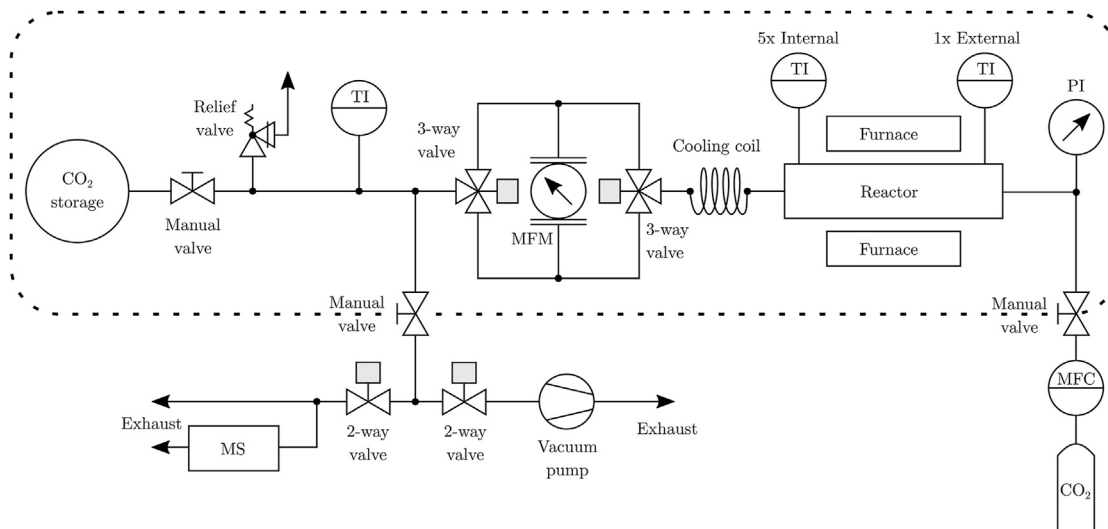 5x Internal
1x External
TI
TI
PI
Relief
valve
TI
3-way
valve
Furnace
Cooling coil
CO₂
storage
Reactor
Manual
valve
MFM
3-way
valve
Furnace
Manual
valve
Manual
valve
MFC
Exhaust
2-way
valve
2-way
valve
Exhaust
MS
Vacuum
pump
CO₂